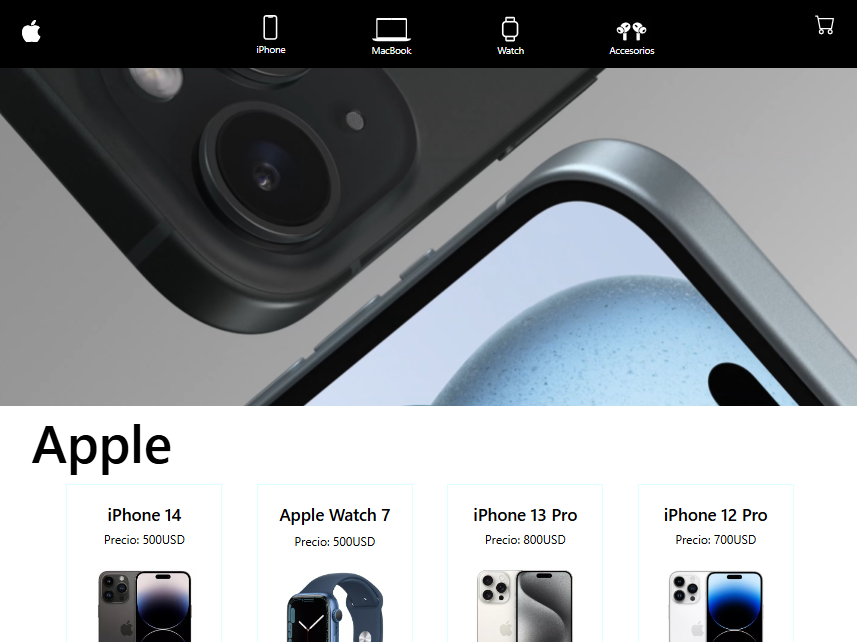 iPhone
MacBook
Watch
Accesorios
Apple
iPhone 14
Precio: 500USD
Apple Watch 7
Precio: 500USD
iPhone 13 Pro
Precio: 800USD
iPhone 12 Pro
Precio: 700USD